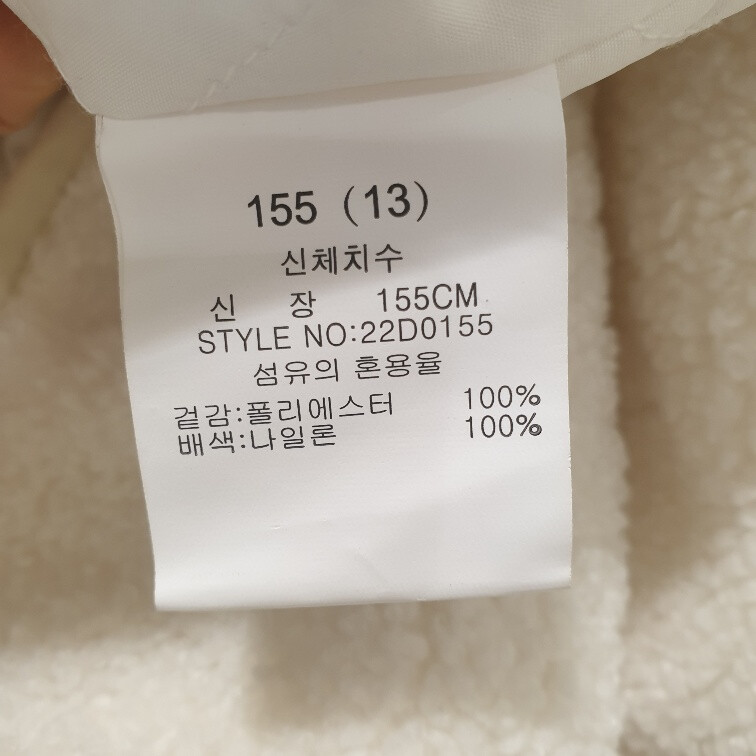 155 (13)
신체치수
신 장 155CM
STYLE NO:22D0155
섬유의 혼용율
겉감:폴리에스터 100%
배색:나일론 100%